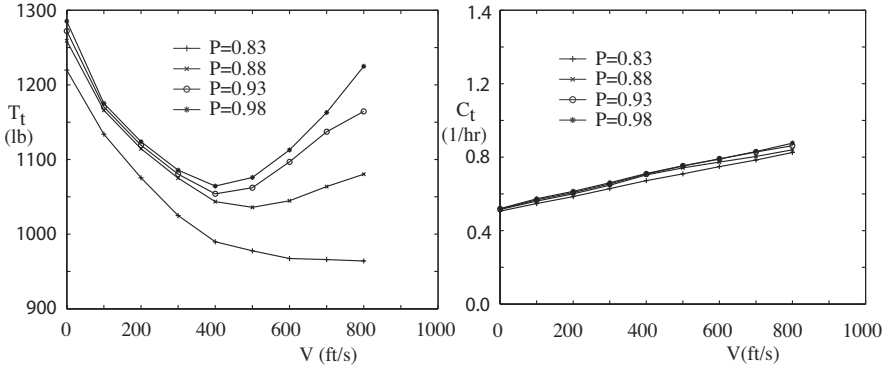 1300
1200
1100
1000
900
T_t
(lb)
P=0.83
P=0.88
P=0.93
P=0.98
0 200 400 600 800 1000
V (ft/s)
1.4
1.2
0.8
0.4
0.0
C_t
(1/hr)
P=0.83
P=0.88
P=0.93
P=0.98
0 200 400 600 800 1000
V(ft/s)